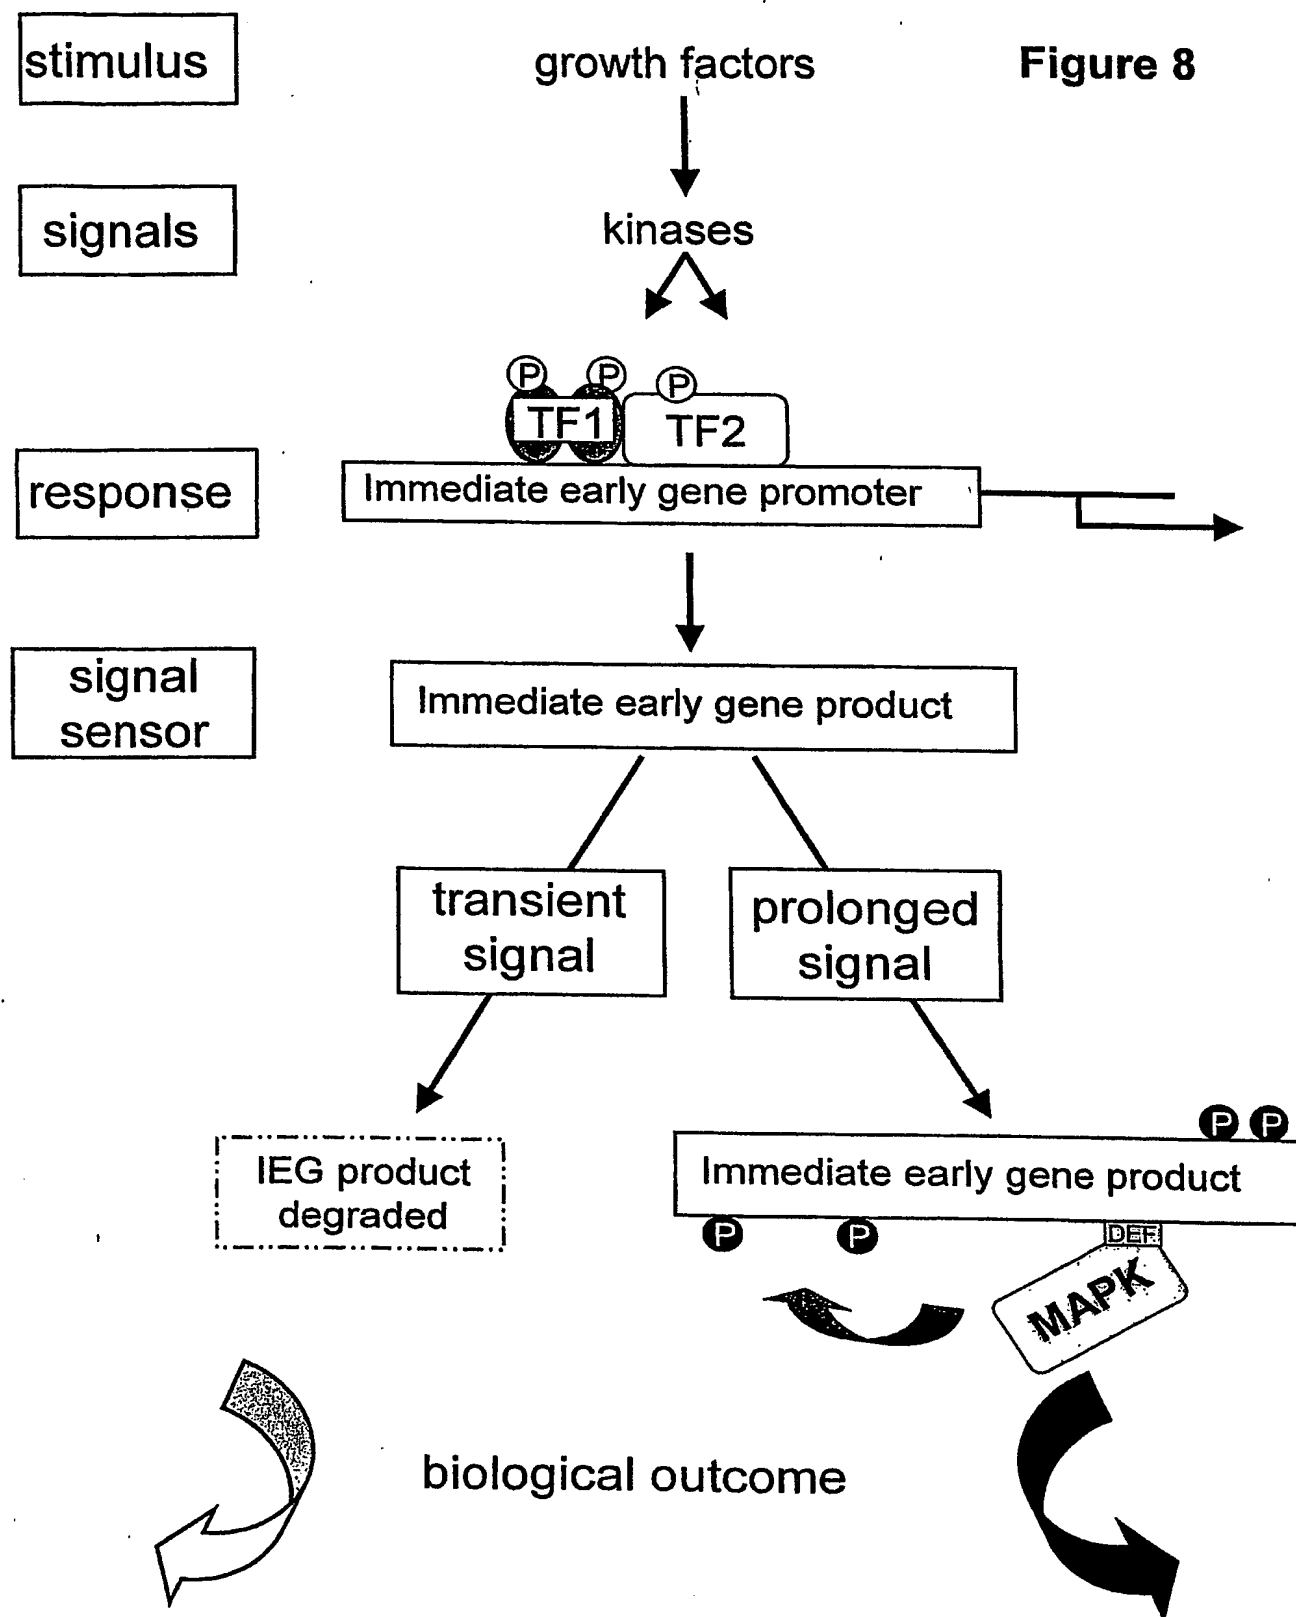 stimulus
growth factors
Figure 8
signals
kinases
P
P
P
TF1
TF2
response
Immediate early gene promoter
signal
sensor
Immediate early gene product
transient
signal
prolonged
signal
P
P
IEG product
degraded
Immediate early gene product
P
P
DEF
MAPK
biological outcome